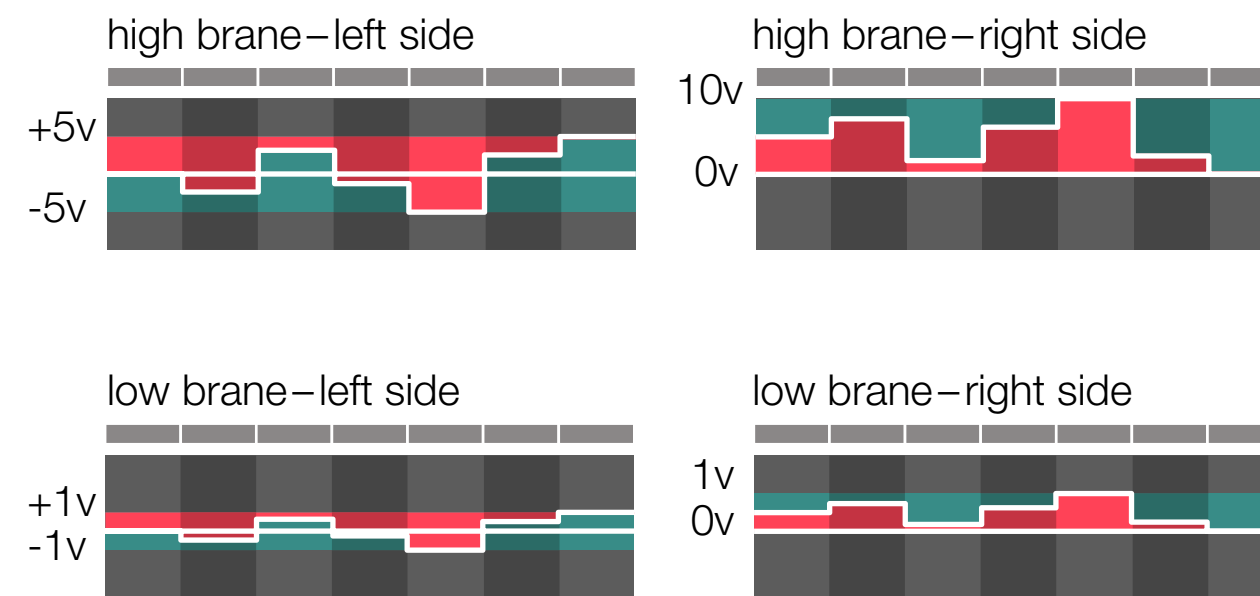 high brane–left side
+5v
-5v
high brane–right side
10v
0v
low brane–left side
+1v
-1v
low brane–right side
1v
0v